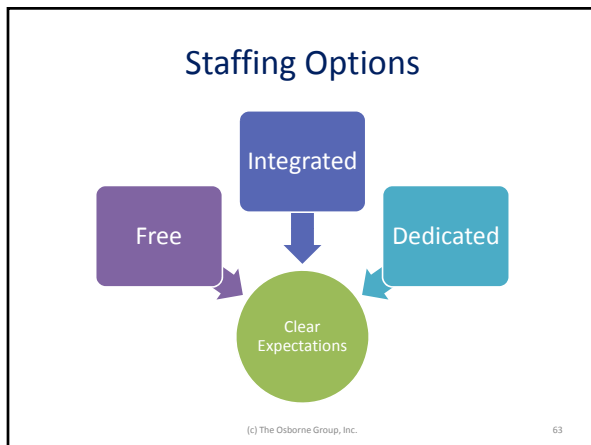 Staffing Options
Integrated
Free
Dedicated
Clear
Expectations
(c) The Osborne Group, Inc.
63